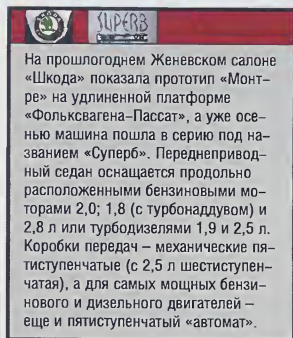 SUPERB
На прошлогоднем Женевском салоне
«Шкода» показала прототип «Монт-
ре» на удлиненной платформе
«Фольксвагена-Пассат», а уже осе-
нью машина пошла в серию под на-
званием «Суперб». Переднепривод-
ный седан оснащается продольно
расположенными бензиновыми мо-
торами 2,0; 1,8 (с турбонаддувом) и
2,8 л или турбодизелями 1,9 и 2,5 л.
Коробки передач – механические пя-
тиступенчатые (с 2,5 л шестиступен-
чатая), а для самых мощных бензи-
нового и дизельного двигателей –
еще и пятиступенчатый «автомат».